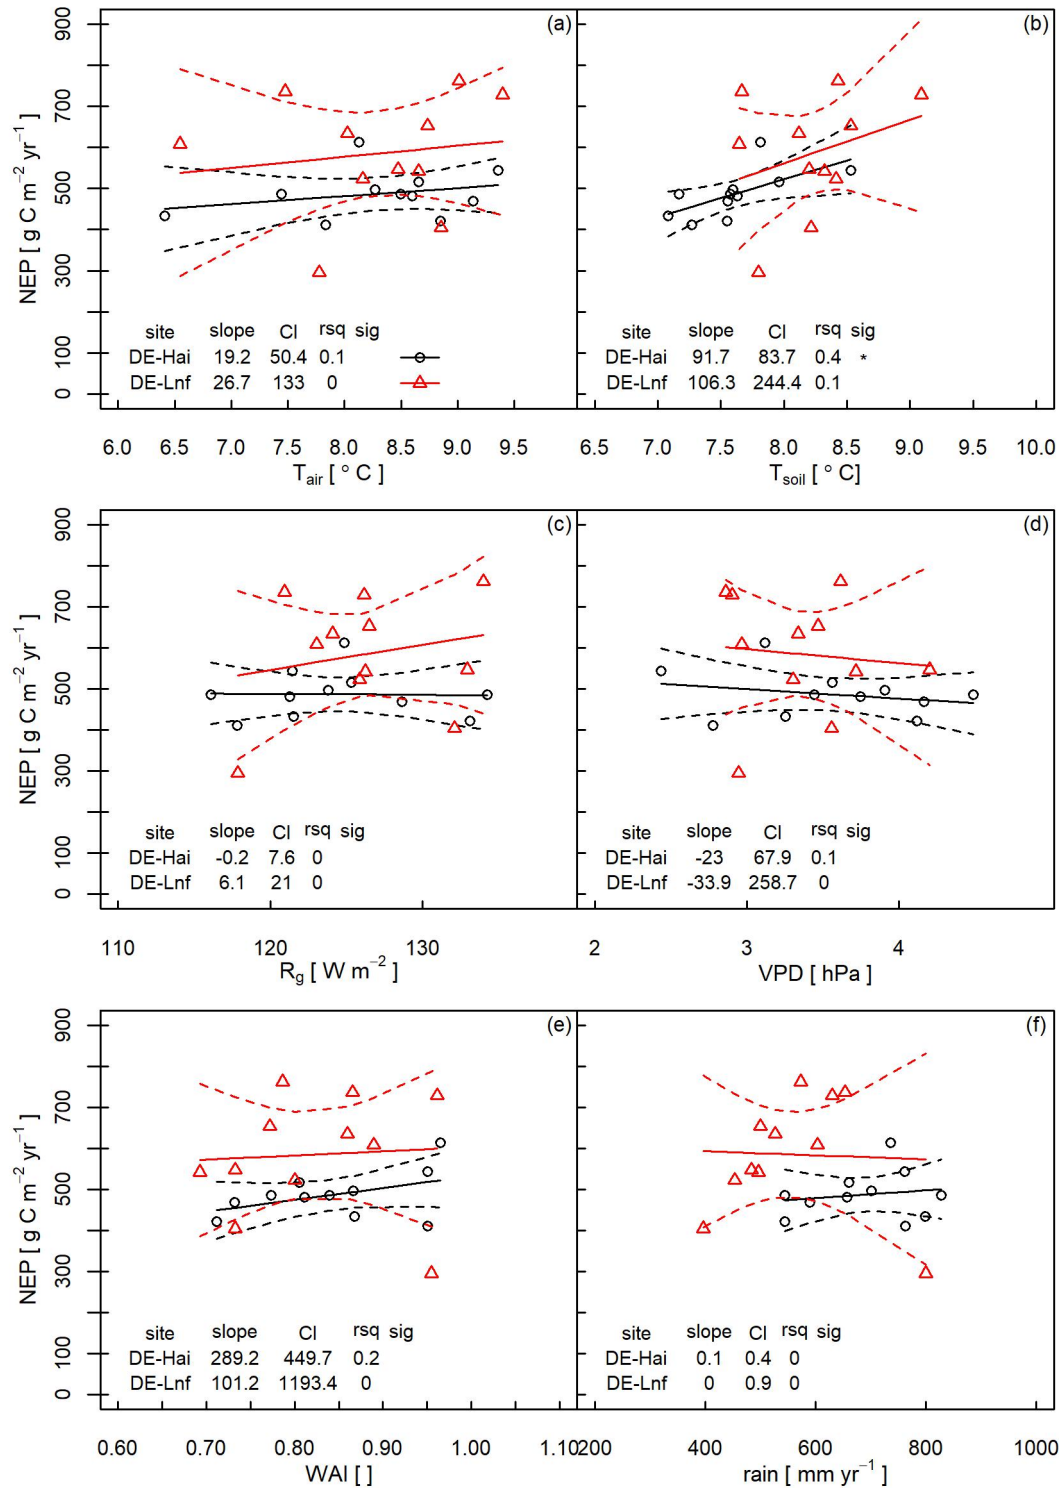 (a)
NEP [ g C m−2 yr−1 ]
900
700
500
300
100
0
site slope CI rsq sig
DE-Hai 19.2 50.4 0.1
DE-Lnf 26.7 133 0
6.0 7.0 7.5 8.0 8.5 9.0 9.5
Tair [ ° C ]
(b)
site slope CI rsq sig
DE-Hai 91.7 83.7 0.4 *
DE-Lnf 106.3 244.4 0.1
7.0 7.5 8.0 8.5 9.0 9.5 10.0
Tsoil [ ° C]
(c)
NEP [ g C m−2 yr−1 ]
900
700
500
300
100
0
site slope CI rsq sig
DE-Hai -0.2 7.6 0
DE-Lnf 6.1 21 0
110 120 130
Rg [ W m−2 ]
(d)
site slope CI rsq sig
DE-Hai -23 67.9 0.1
DE-Lnf -33.9 258.7 0
2 3 4
VPD [ hPa]
(e)
NEP [ g C m−2 yr−1 ]
900
700
500
300
100
0
site slope CI rsq sig
DE-Hai 289.2 449.7 0.2
DE-Lnf 101.2 1193.4 0
0.60 0.70 0.80 0.90 1.00 1.10
WAI [ ]
(f)
site slope CI rsq sig
DE-Hai 0.1 0.4 0
DE-Lnf 0 0.9 0
200 400 600 800 1000
rain [ mm yr−1 ]